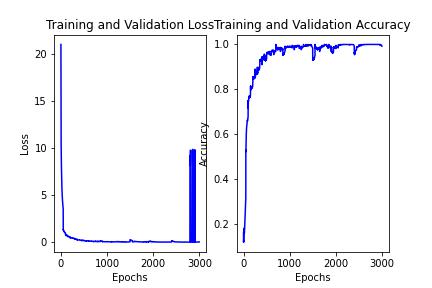 Training and Validation Loss
Loss
20
15
10
5
0
0 1000 2000 3000
Epochs
Training and Validation Accuracy
Accuracy
1.0
0.8
0.6
0.4
0.2
0 1000 2000 3000
Epochs